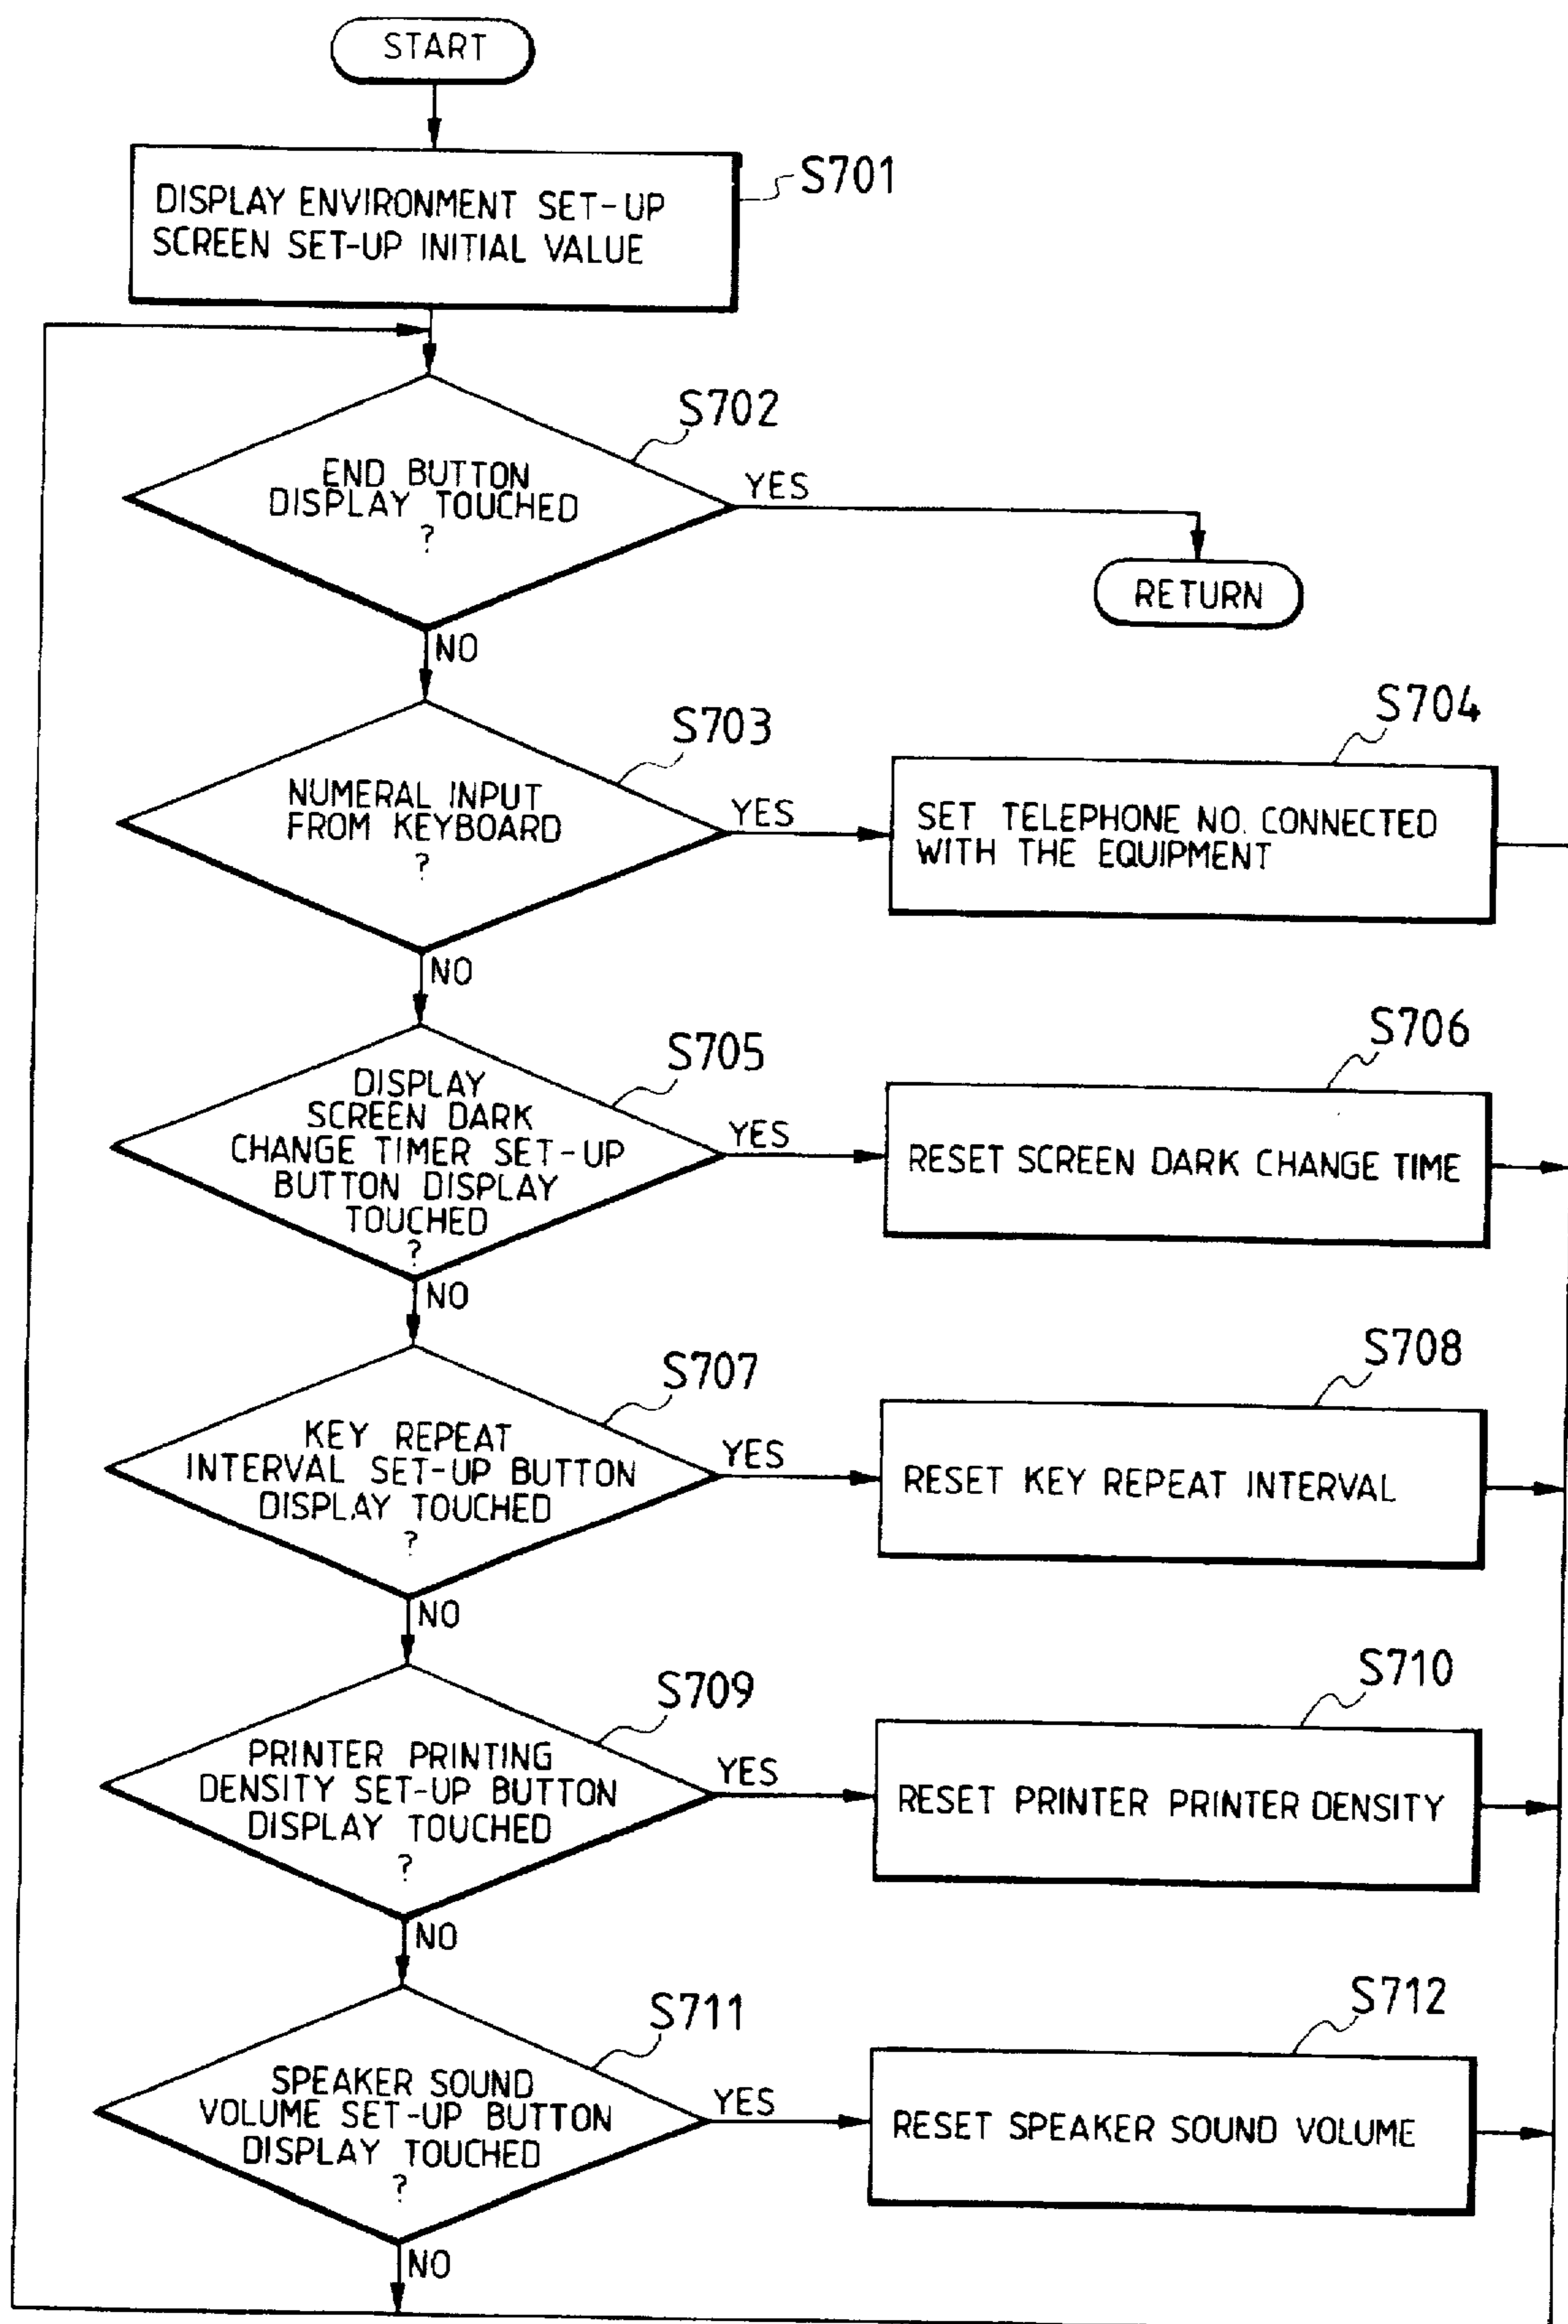 START
S701
DISPLAY ENVIRONMENT SET-UP
SCREEN SET-UP INITIAL VALUE
S702
END BUTTON
DISPLAY TOUCHED
?
YES
RETURN
NO
S703
NUMERAL INPUT
FROM KEYBOARD
?
YES
S704
SET TELEPHONE NO. CONNECTED
WITH THE EQUIPMENT
NO
S705
DISPLAY
SCREEN DARK
CHANGE TIMER SET-UP
BUTTON DISPLAY
TOUCHED
?
YES
S706
RESET SCREEN DARK CHANGE TIME
NO
S707
KEY REPEAT
INTERVAL SET-UP BUTTON
DISPLAY TOUCHED
?
YES
S708
RESET KEY REPEAT INTERVAL
NO
S709
PRINTER PRINTING
DENSITY SET-UP BUTTON
DISPLAY TOUCHED
?
YES
S710
RESET PRINTER PRINTER DENSITY
NO
S711
SPEAKER SOUND
VOLUME SET-UP BUTTON
DISPLAY TOUCHED
?
YES
S712
RESET SPEAKER SOUND VOLUME
NO